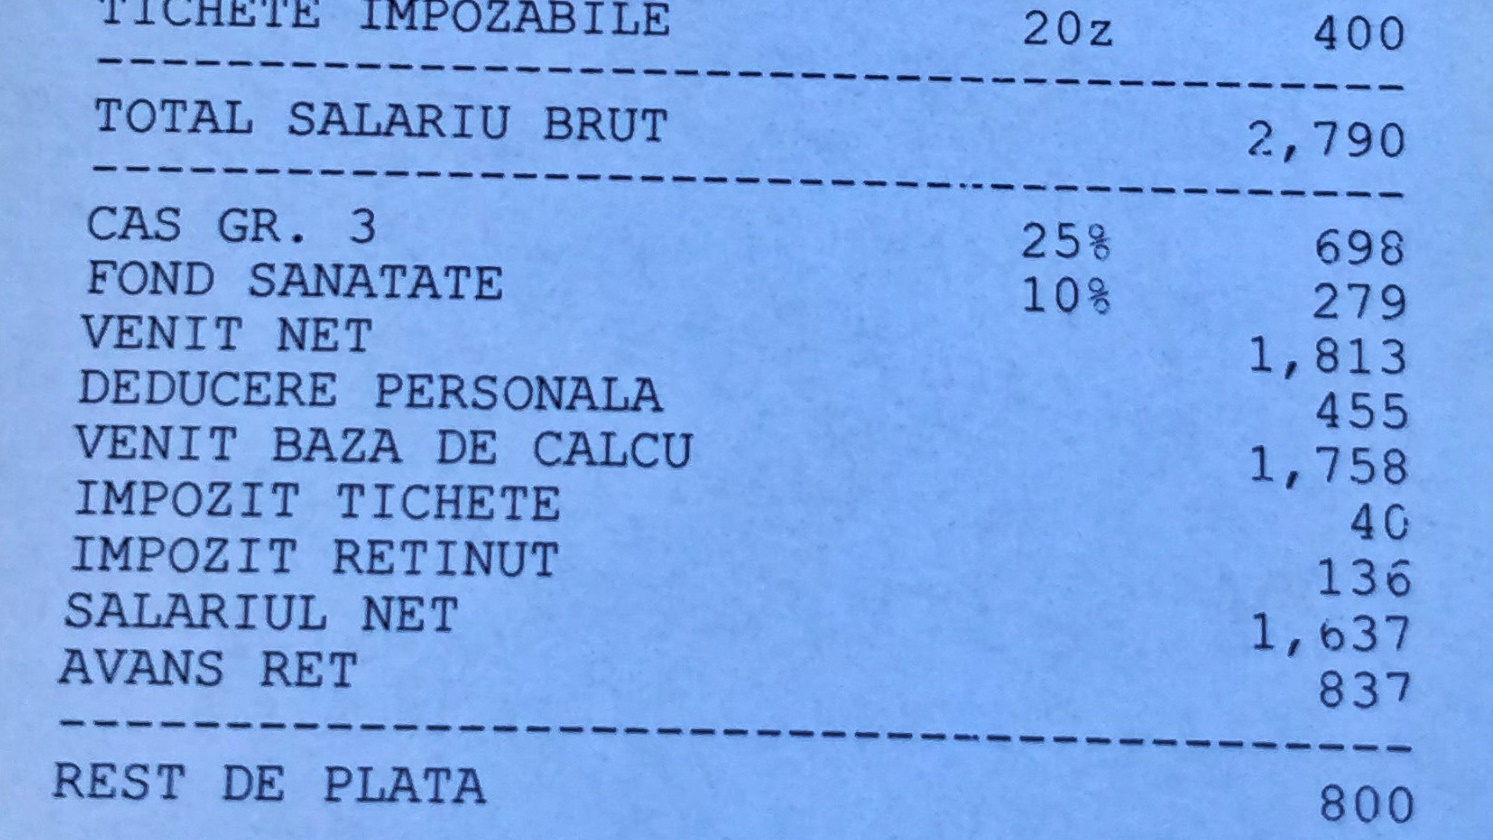 TICHETE IMPOZABILE 20z 400
TOTAL SALARIU BRUT 2,790
CAS GR. 3 25% 698
FOND SANATATE 10% 279
VENIT NET 1,813
DEDUCERE PERSONALA 455
VENIT BAZA DE CALCU 1,758
IMPOZIT TICHETE 40
IMPOZIT RETINUT 136
SALARIUL NET 1,637
AVANS RET 837
REST DE PLATA 800